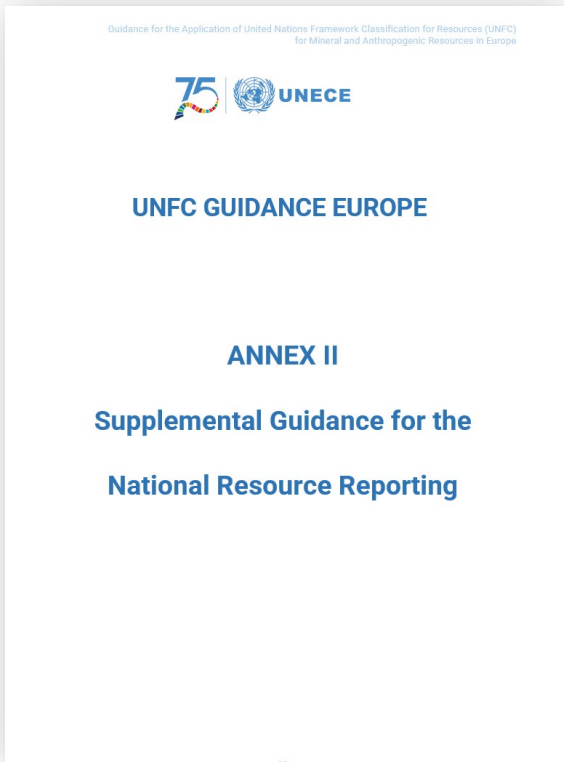 Guidance for the Application of United Nations Framework Classification for Resources (UNFC)
for Mineral and Anthropogenic Resources in Europe
75 UNECE
UNFC GUIDANCE EUROPE
ANNEX II
Supplemental Guidance for the
National Resource Reporting